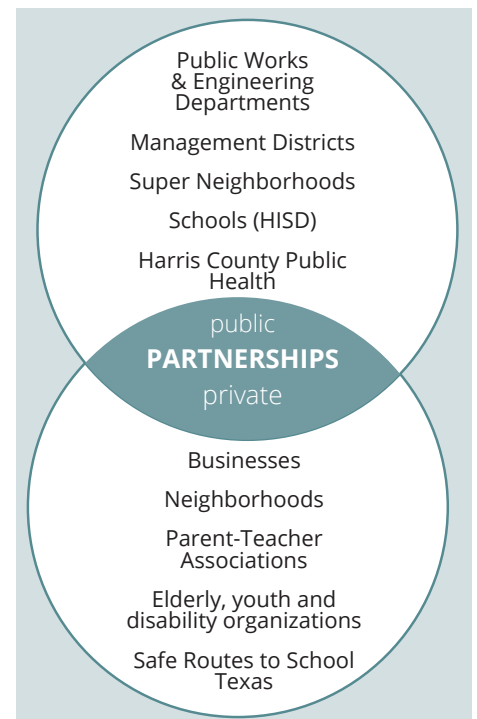 Public Works
& Engineering
Departments
Management Districts
Super Neighborhoods
Schools (HISD)
Harris County Public
Health
public
PARTNERSHIPS
private
Businesses
Neighborhoods
Parent-Teacher
Associations
Elderly, youth and
disability organizations
Safe Routes to School
Texas